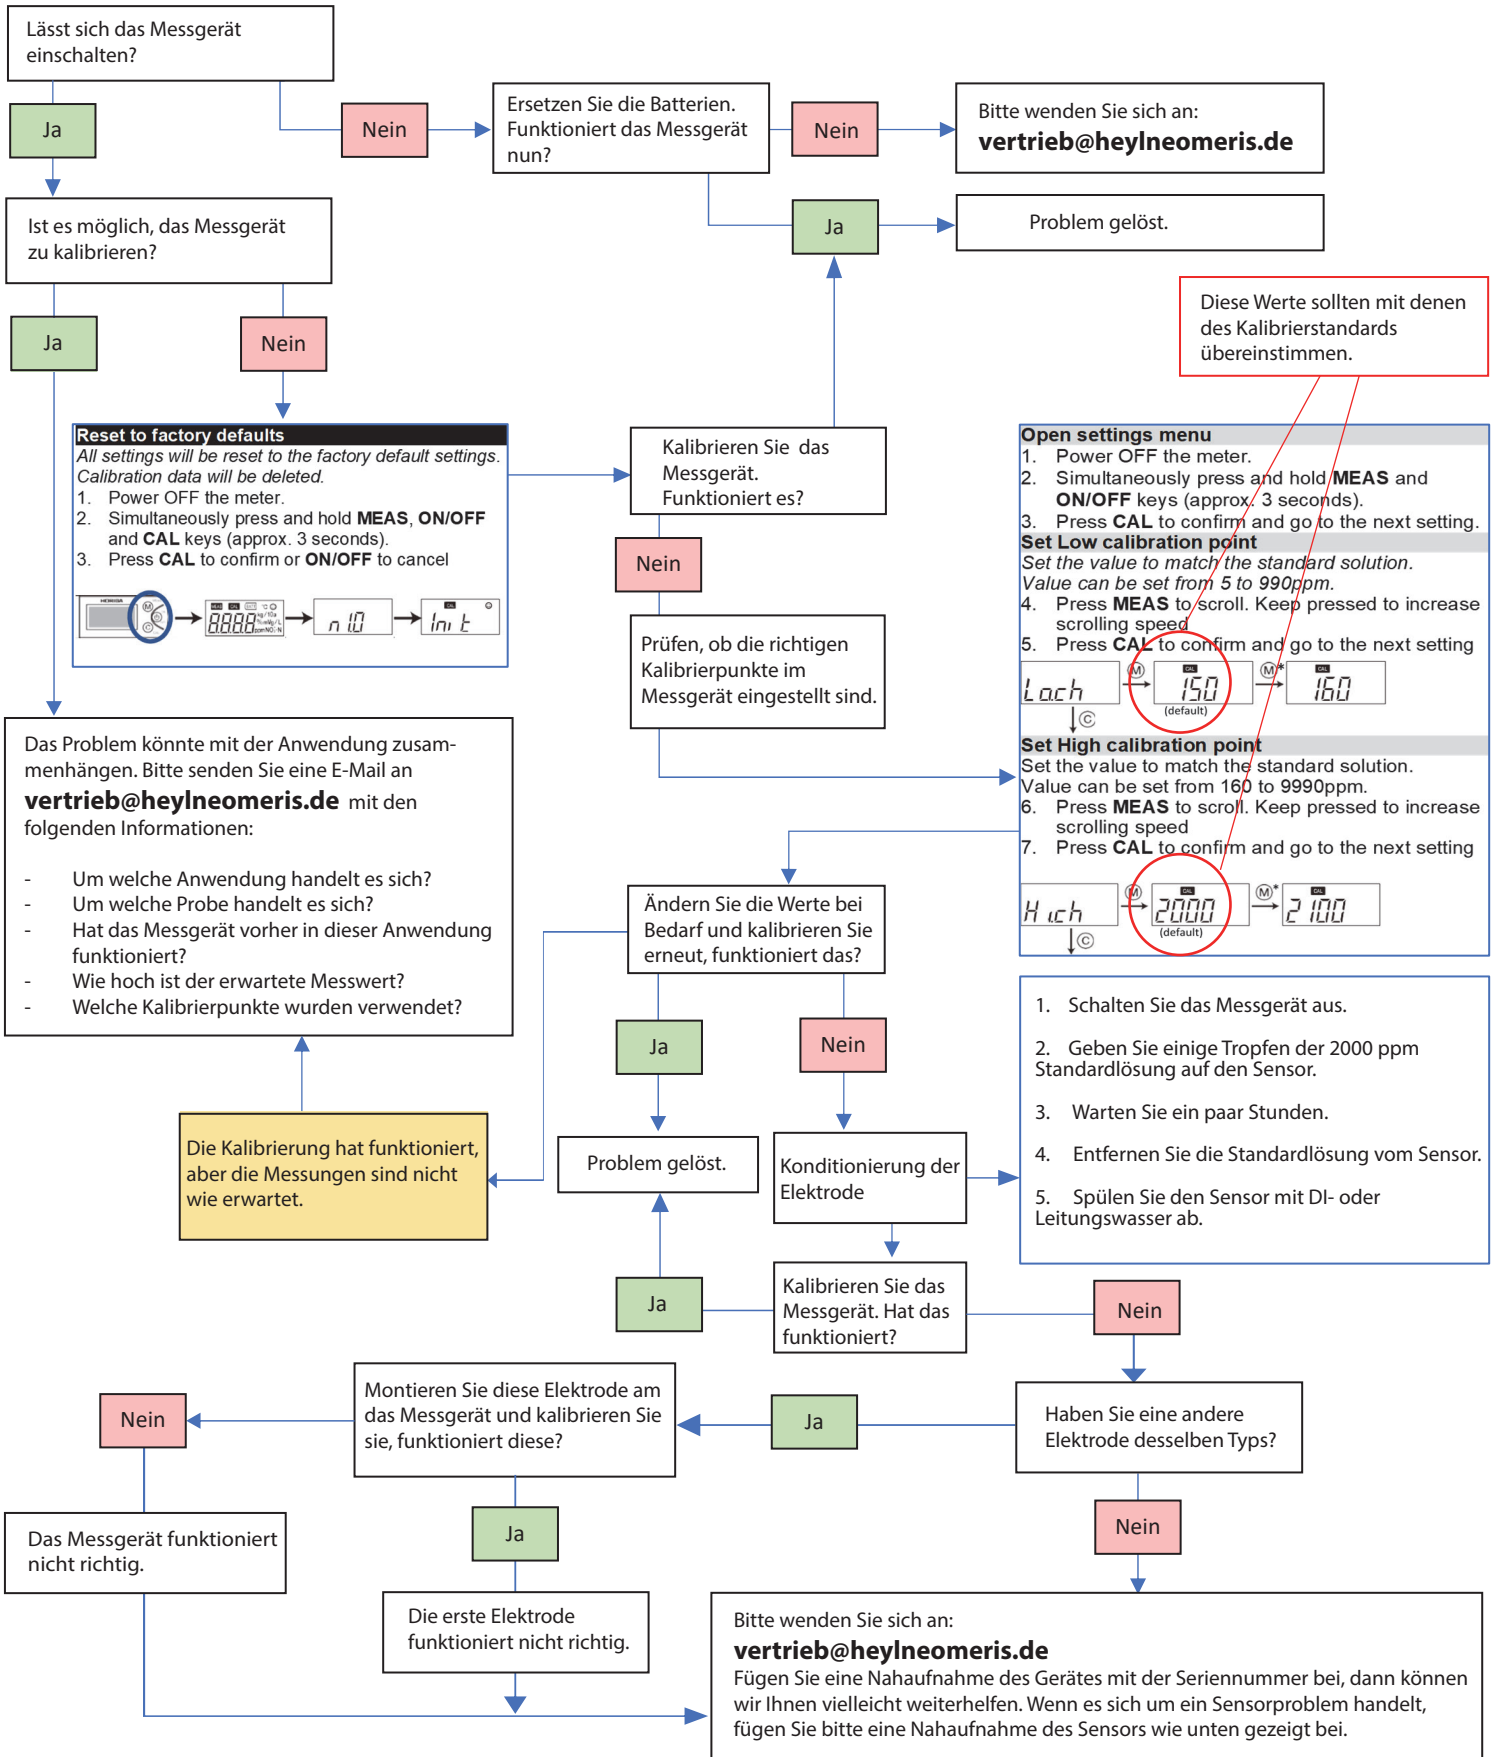 Lässt sich das Messgerät
einschalten?
Ja
Nein
Ersetzen Sie die Batterien.
Funktioniert das Messgerät
nun?
Nein
Bitte wenden Sie sich an:
vertrieb@heylneomeris.de
Ja
Problem gelöst.
Ist es möglich, das Messgerät
zu kalibrieren?
Ja
Nein
Diese Werte sollten mit denen
des Kalibrierstandards
übereinstimmen.
Reset to factory defaults
All settings will be reset to the factory default settings.
Calibration data will be deleted.
1. Power OFF the meter.
2. Simultaneously press and hold MEAS, ON/OFF
and CAL keys (approx. 3 seconds).
3. Press CAL to confirm or ON/OFF to cancel
HORIBA
M
C
MEAS CAL
8.8.8.8
n 1.0
CAL
Init
Kalibrieren Sie das
Messgerät.
Funktioniert es?
Nein
Prüfen, ob die richtigen
Kalibrierpunkte im
Messgerät eingestellt sind.
Open settings menu
1. Power OFF the meter.
2. Simultaneously press and hold MEAS and
ON/OFF keys (approx. 3 seconds).
3. Press CAL to confirm and go to the next setting.
Set Low calibration point
Set the value to match the standard solution.
Value can be set from 5 to 990ppm.
4. Press MEAS to scroll. Keep pressed to increase
scrolling speed
5. Press CAL to confirm and go to the next setting
Lo.ch M CAL 150 M* CAL 160
(default)
C
Set High calibration point
Set the value to match the standard solution.
Value can be set from 160 to 9990ppm.
6. Press MEAS to scroll. Keep pressed to increase
scrolling speed
7. Press CAL to confirm and go to the next setting
H i.ch M CAL 2000 M* CAL 2100
(default)
C
Das Problem könnte mit der Anwendung zusam-
menhängen. Bitte senden Sie eine E-Mail an
vertrieb@heylneomeris.de mit den
folgenden Informationen:
- Um welche Anwendung handelt es sich?
- Um welche Probe handelt es sich?
- Hat das Messgerät vorher in dieser Anwendung
funktioniert?
- Wie hoch ist der erwartete Messwert?
- Welche Kalibrierpunkte wurden verwendet?
Ändern Sie die Werte bei
Bedarf und kalibrieren Sie
erneut, funktioniert das?
Ja
Nein
1. Schalten Sie das Messgerät aus.
2. Geben Sie einige Tropfen der 2000 ppm
Standardlösung auf den Sensor.
3. Warten Sie ein paar Stunden.
4. Entfernen Sie die Standardlösung vom Sensor.
5. Spülen Sie den Sensor mit DI- oder
Leitungswasser ab.
Die Kalibrierung hat funktioniert,
aber die Messungen sind nicht
wie erwartet.
Problem gelöst.
Konditionierung der
Elektrode
Ja
Kalibrieren Sie das
Messgerät. Hat das
funktioniert?
Nein
Nein
Montieren Sie diese Elektrode am
das Messgerät und kalibrieren Sie
sie, funktioniert diese?
Ja
Haben Sie eine andere
Elektrode desselben Typs?
Das Messgerät funktioniert
nicht richtig.
Ja
Nein
Die erste Elektrode
funktioniert nicht richtig.
Bitte wenden Sie sich an:
vertrieb@heylneomeris.de
Fügen Sie eine Nahaufnahme des Gerätes mit der Seriennummer bei, dann können
wir Ihnen vielleicht weiterhelfen. Wenn es sich um ein Sensorproblem handelt,
fügen Sie bitte eine Nahaufnahme des Sensors wie unten gezeigt bei.